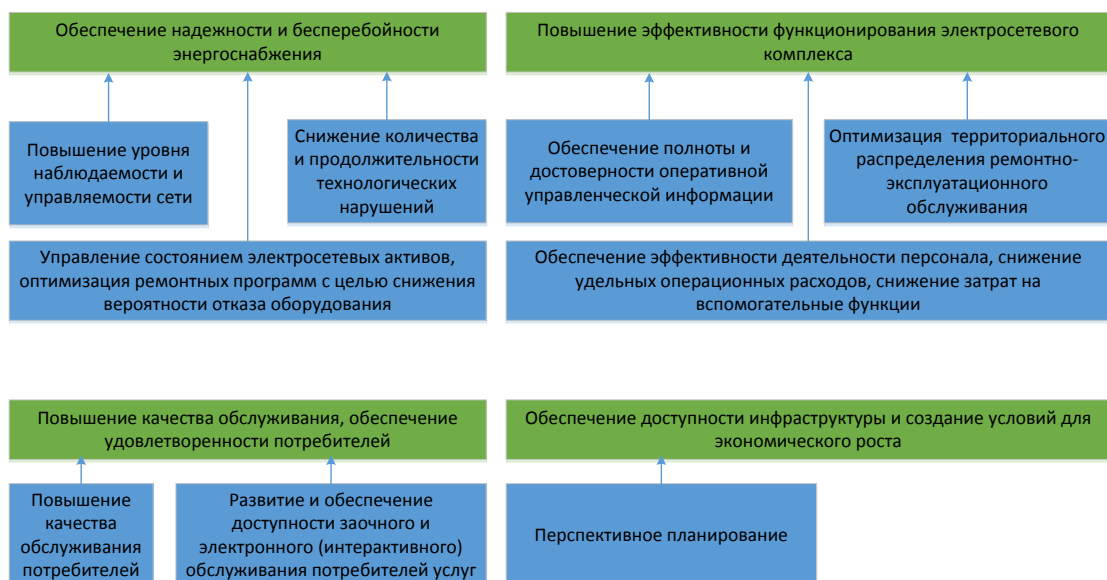 Обеспечение надежности и бесперебойности
энергоснабжения
Повышение эффективности функционирования электросетевого
комплекса
Повышение уровня
наблюдаемости и
управляемости сети
Снижение количества
и продолжительности
технологических
нарушений
Обеспечение полноты и
достоверности оперативной
управленческой информации
Оптимизация территориального
распределения ремонтно-
эксплуатационного
обслуживания
Управление состоянием электросетевых активов,
оптимизация ремонтных программ с целью снижения
вероятности отказа оборудования
Обеспечение эффективности деятельности персонала, снижение
удельных операционных расходов, снижение затрат на
вспомогательные функции
Повышение качества обслуживания, обеспечение
удовлетворенности потребителей
Обеспечение доступности инфраструктуры и создание условий для
экономического роста
Повышение
качества
обслуживания
потребителей
Развитие и обеспечение
доступности заочного и
электронного (интерактивного)
обслуживания потребителей услуг
Перспективное планирование